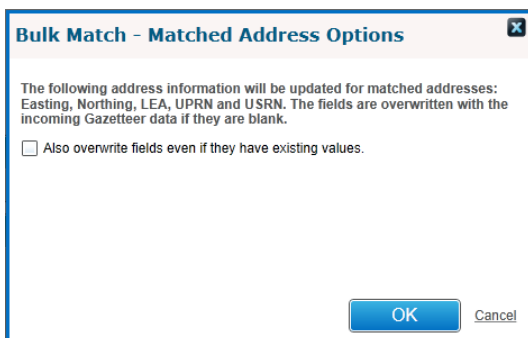 Bulk Match - Matched Address Options
X
The following address information will be updated for matched addresses:
Easting, Northing, LEA, UPRN and USRN. The fields are overwritten with the
incoming Gazetteer data if they are blank.
Also overwrite fields even if they have existing values.
OK
Cancel